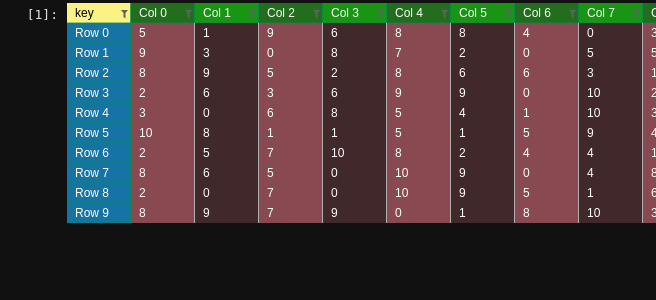 [1]: key Col 0 Col 1 Col 2 Col 3 Col 4 Col 5 Col 6 Col 7
Row 0 5 1 9 6 8 8 4 0
Row 1 9 3 0 8 7 2 0 5
Row 2 8 9 5 2 8 6 6 3
Row 3 2 6 3 6 9 9 0 10
Row 4 3 0 6 8 5 4 1 10
Row 5 10 8 1 1 5 1 5 9
Row 6 2 5 7 10 8 2 4 4
Row 7 8 6 5 0 10 9 0 4
Row 8 2 0 7 0 10 9 5 1
Row 9 8 9 7 9 0 1 8 10